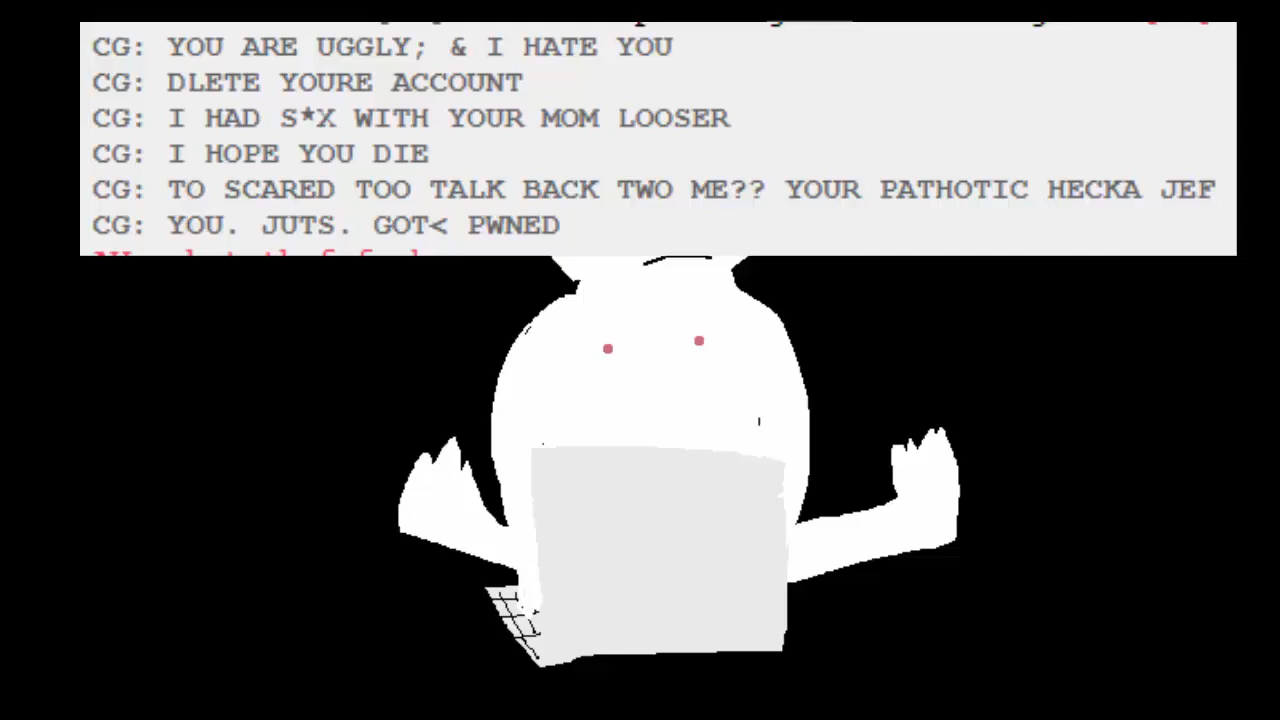 CG: YOU ARE UGGLY; & I HATE YOU
CG: DLETE YOURE ACCOUNT
CG: I HAD S*X WITH YOUR MOM LOOSER
CG: I HOPE YOU DIE
CG: TO SCARED TOO TALK BACK TWO ME?? YOUR PATHOTIC HECKA JEF
CG: YOU. JUTS. GOT< PWNED